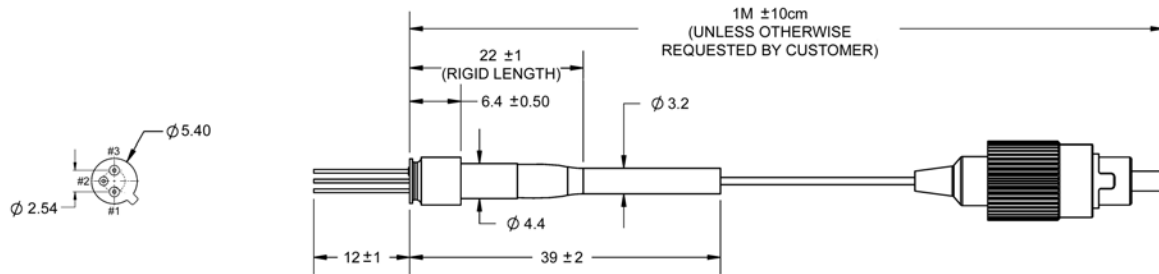 1M ±10cm
(UNLESS OTHERWISE
REQUESTED BY CUSTOMER)
22 ±1
(RIGID LENGTH)
6.4 ±0.50
Ø 3.2
Ø 5.40
#3
#2
#1
Ø 2.54
Ø 4.4
12±1
39 ±2